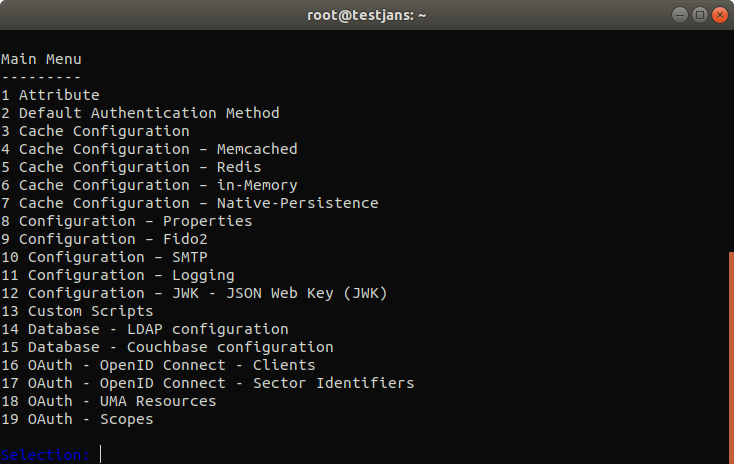 root@testjans: ~
Main Menu
---------
1 Attribute
2 Default Authentication Method
3 Cache Configuration
4 Cache Configuration – Memcached
5 Cache Configuration – Redis
6 Cache Configuration – in-Memory
7 Cache Configuration – Native-Persistence
8 Configuration – Properties
9 Configuration – Fido2
10 Configuration – SMTP
11 Configuration – Logging
12 Configuration – JWK - JSON Web Key (JWK)
13 Custom Scripts
14 Database - LDAP configuration
15 Database - Couchbase configuration
16 OAuth - OpenID Connect - Clients
17 OAuth - OpenID Connect - Sector Identifiers
18 OAuth - UMA Resources
19 OAuth - Scopes
Selection: